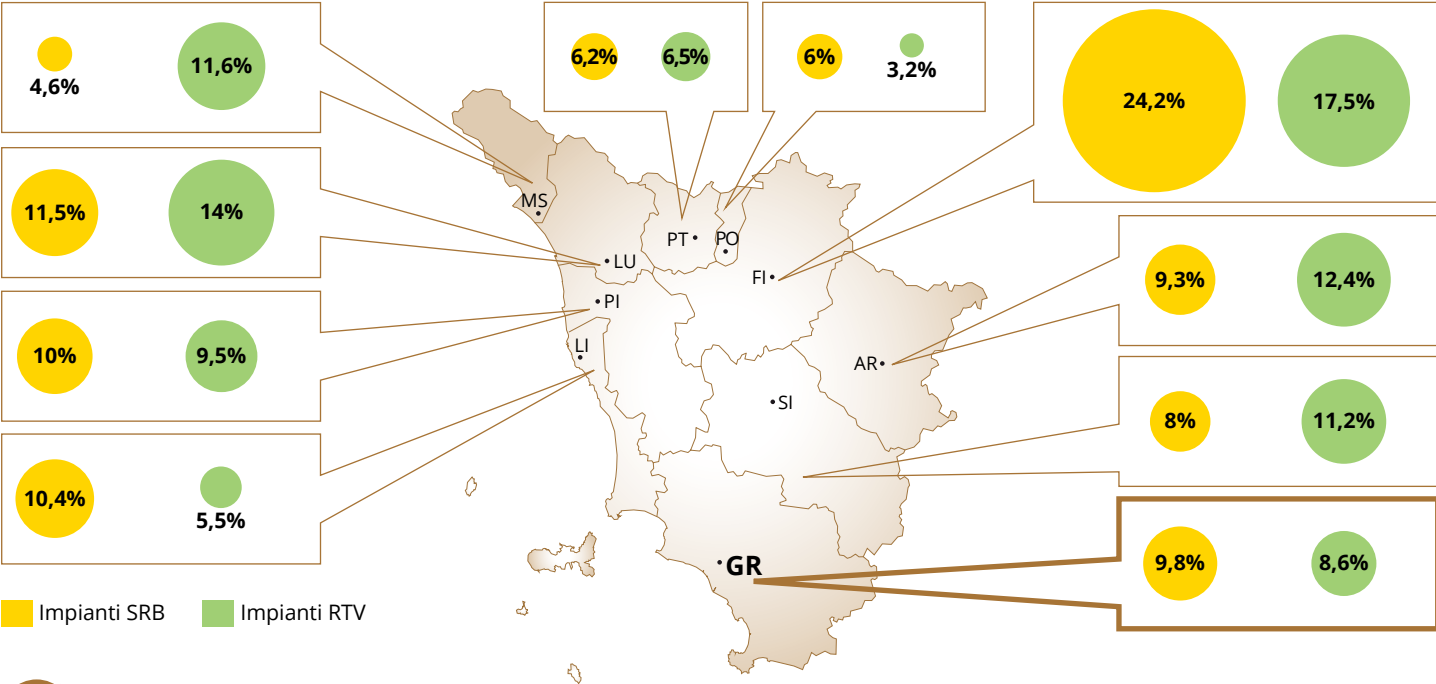 4,6% 11,6%
6,2% 6,5%
6% 3,2%
24,2% 17,5%
11,5% 14%
9,3% 12,4%
10% 9,5%
8% 11,2%
10,4% 5,5%
9,8% 8,6%
MS
LU
PT
PO
FI
PI
LI
AR
SI
GR
Impianti SRB Impianti RTV